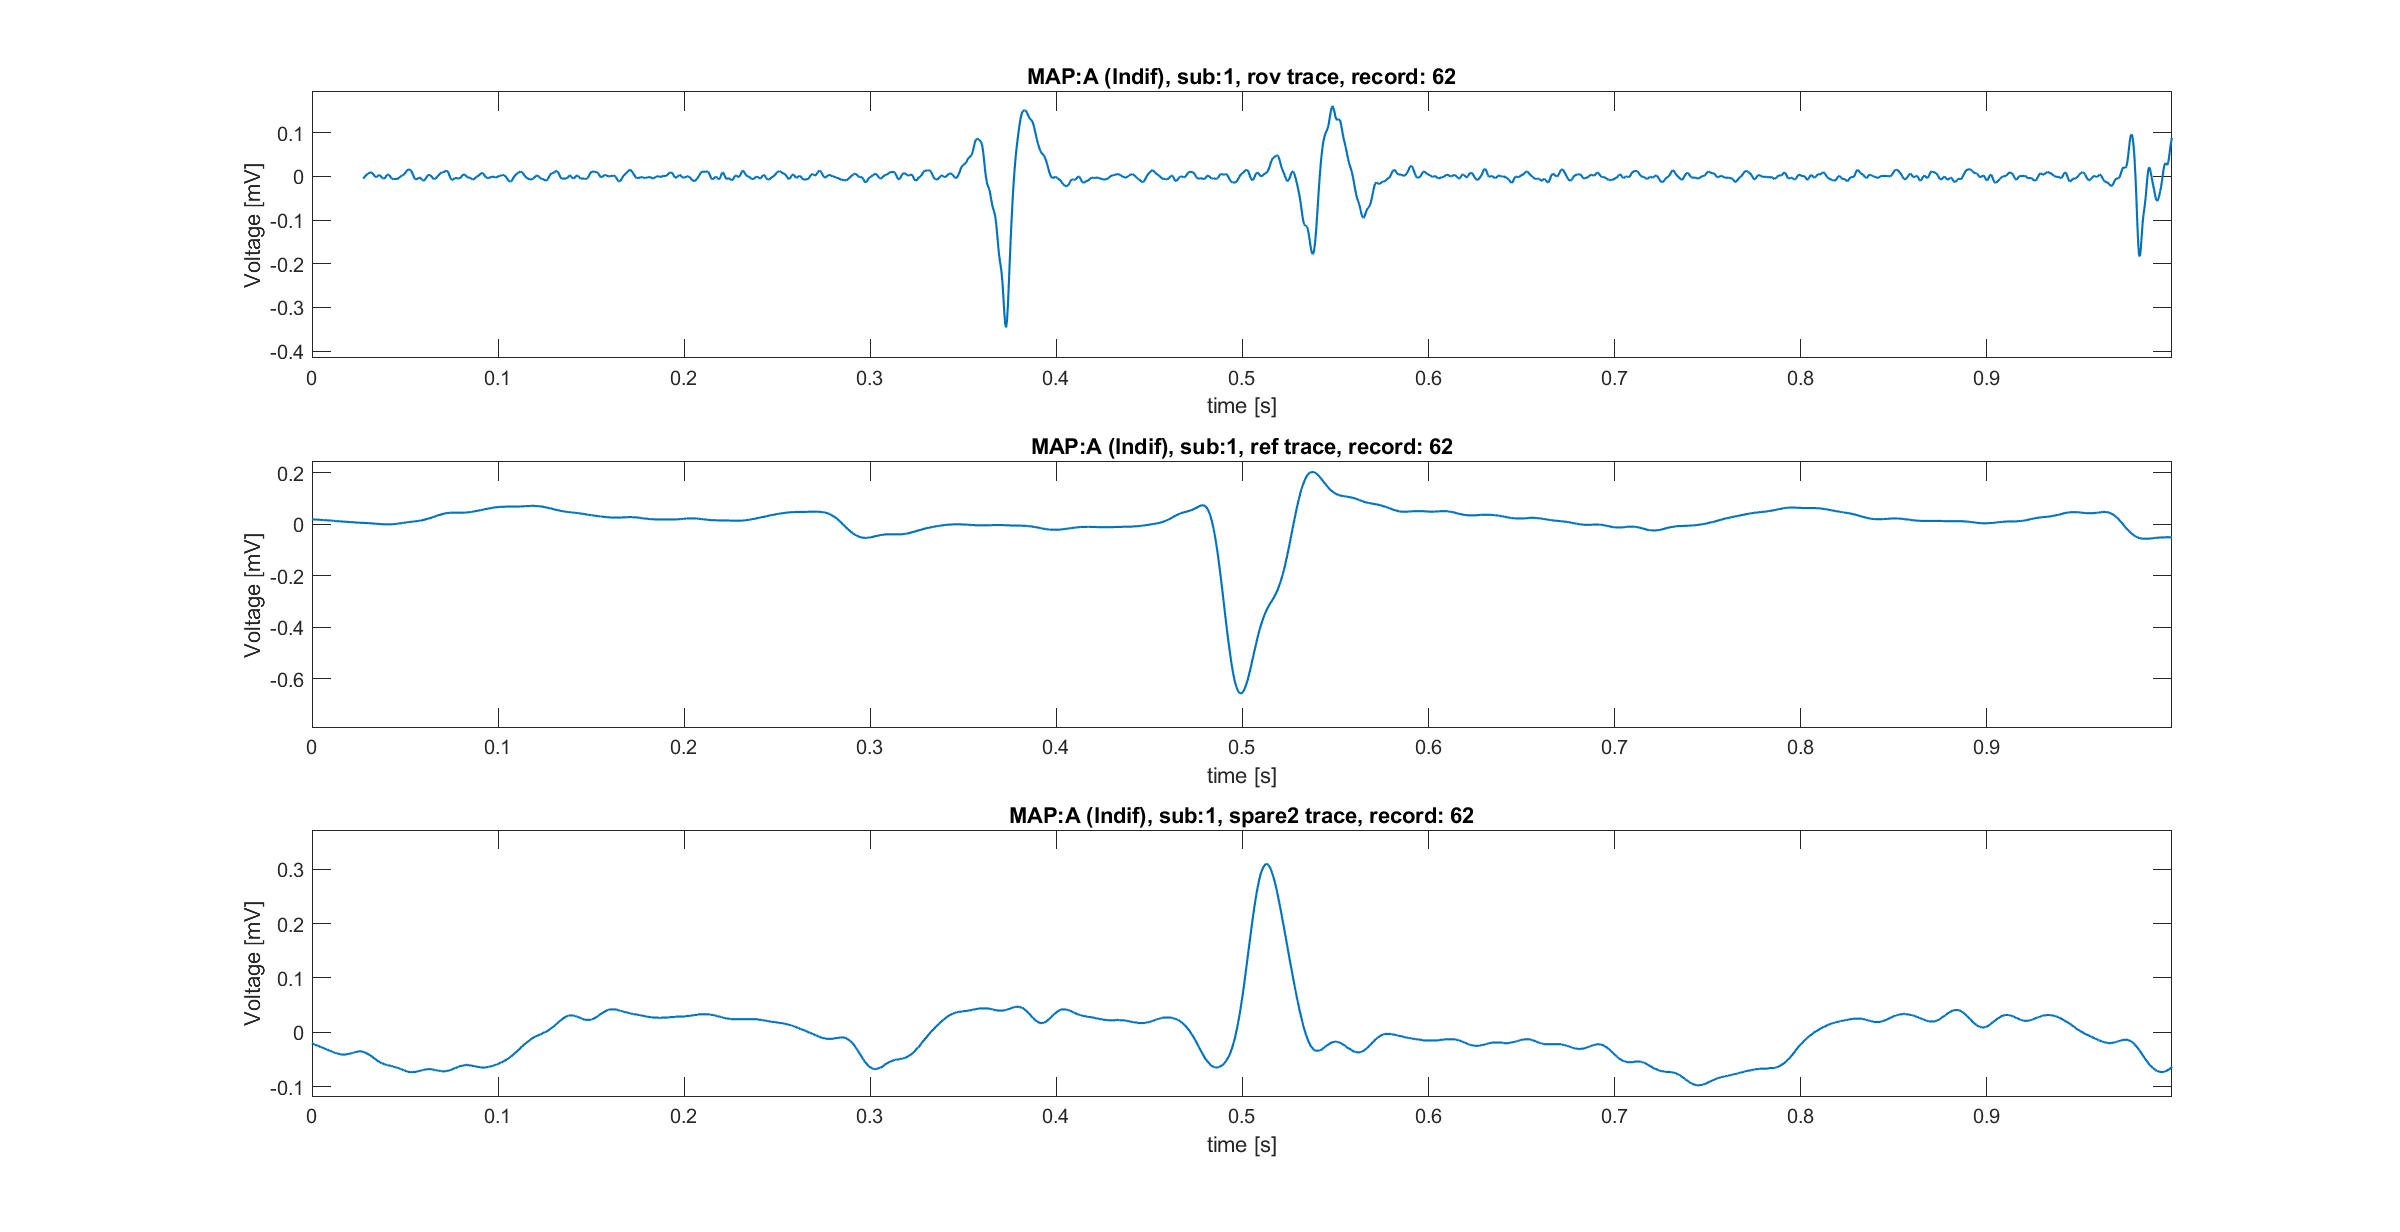 MAP:A (Indif), sub:1, rov trace, record: 62
Voltage [mV]
0.1
0
-0.1
-0.2
-0.3
-0.4
0 0.1 0.2 0.3 0.4 0.5 0.6 0.7 0.8 0.9
time [s]
MAP:A (Indif), sub:1, ref trace, record: 62
Voltage [mV]
0.2
0
-0.2
-0.4
-0.6
0 0.1 0.2 0.3 0.4 0.5 0.6 0.7 0.8 0.9
time [s]
MAP:A (Indif), sub:1, spare2 trace, record: 62
Voltage [mV]
0.3
0.2
0.1
0
-0.1
0 0.1 0.2 0.3 0.4 0.5 0.6 0.7 0.8 0.9
time [s]